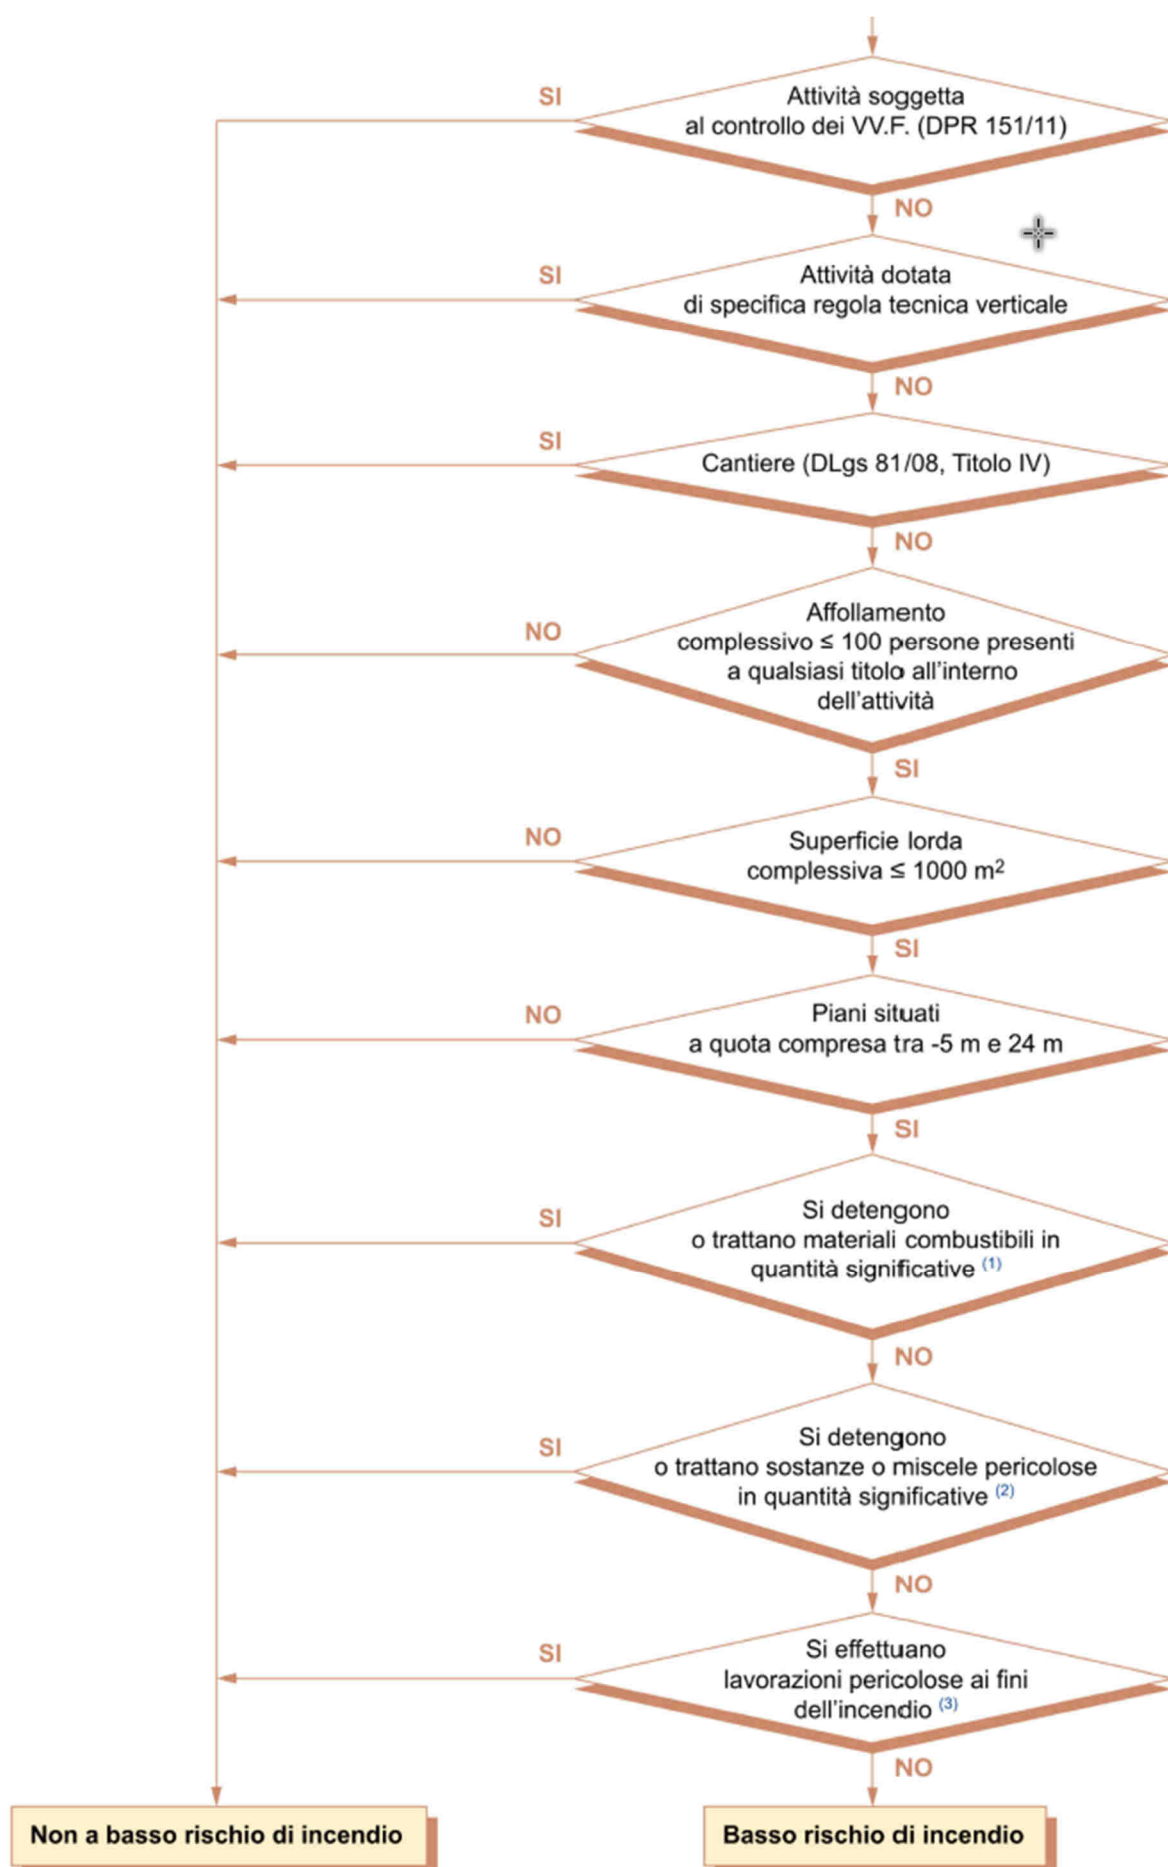 Attività soggetta
SI
al controllo dei VV.F. (DPR 151/11)
NO
Attività dotata
SI
di specifica regola tecnica verticale
NO
SI
Cantiere (DLgs 81/08, Titolo IV)
NO
Affollamento
NO
complessivo ≤ 100 persone presenti
a qualsiasi titolo all'interno
dell'attività
SI
Superficie lorda
NO
complessiva ≤ 1000 m²
SI
Piani situati
NO
a quota compresa tra -5 m e 24 m
SI
Si detengono
SI
o trattano materiali combustibili in
quantità significative (1)
NO
Si detengono
SI
o trattano sostanze o miscele pericolose
in quantità significative (2)
NO
Si effettuano
SI
lavorazioni pericolose ai fini
dell'incendio (3)
NO
Non a basso rischio di incendio
Basso rischio di incendio